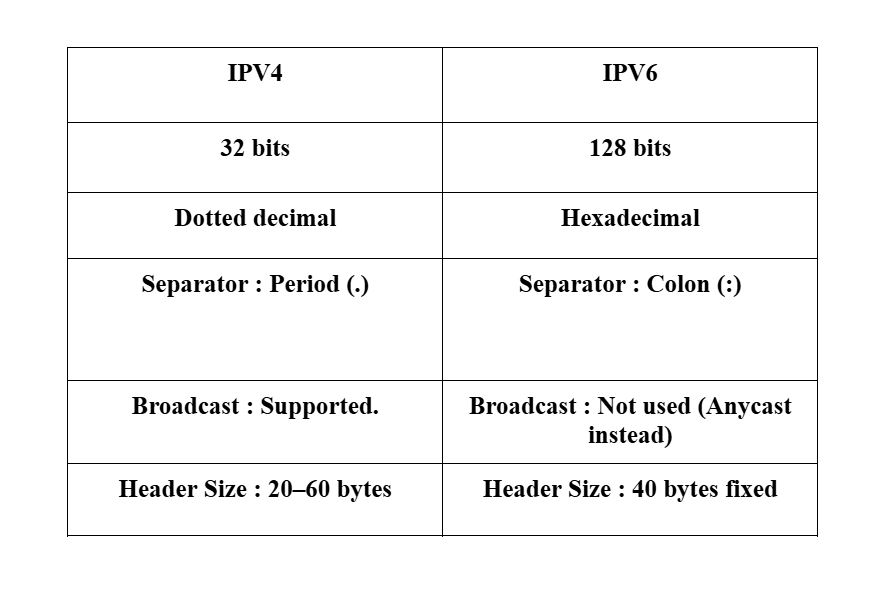 IPV4
IPV6
32 bits
128 bits
Dotted decimal
Hexadecimal
Separator : Period (.)
Separator : Colon (:)
Broadcast : Supported.
Broadcast : Not used (Anycast
instead)
Header Size : 20–60 bytes
Header Size : 40 bytes fixed